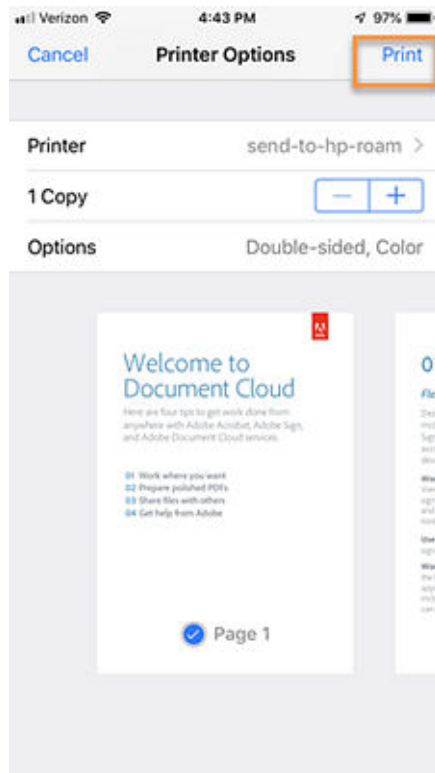 Verizon 4:43 PM 97%
Cancel Printer Options Print
Printer send-to-hp-roam >
1 Copy − +
Options Double-sided, Color
Welcome to
Document Cloud
Here are four tips to get work done from
anywhere with Adobe Acrobat, Adobe Sign,
and Adobe Document Cloud services.
01 Work where you want
02 Prepare polished PDFs
03 Share files with others
04 Get help from Adobe
Page 1